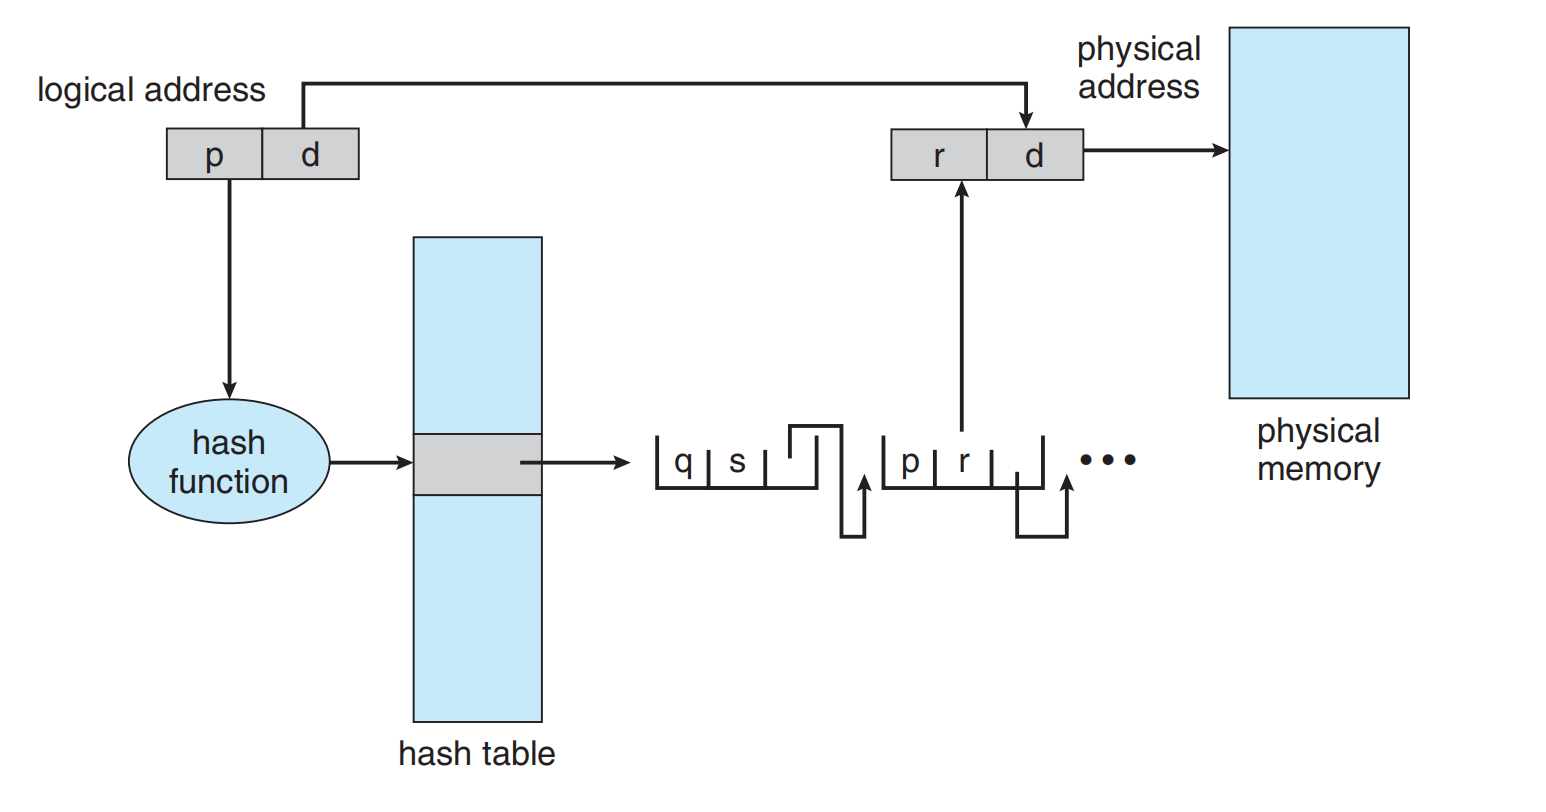 logical address
physical
address
p d
r d
hash
function
q s
p r
•••
physical
memory
hash table